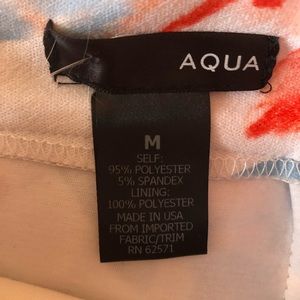 AQUA
M
SELF:
95% POLYESTER
5% SPANDEX
LINING:
100% POLYESTER
MADE IN USA
FROM IMPORTED
FABRIC/TRIM
RN 62571